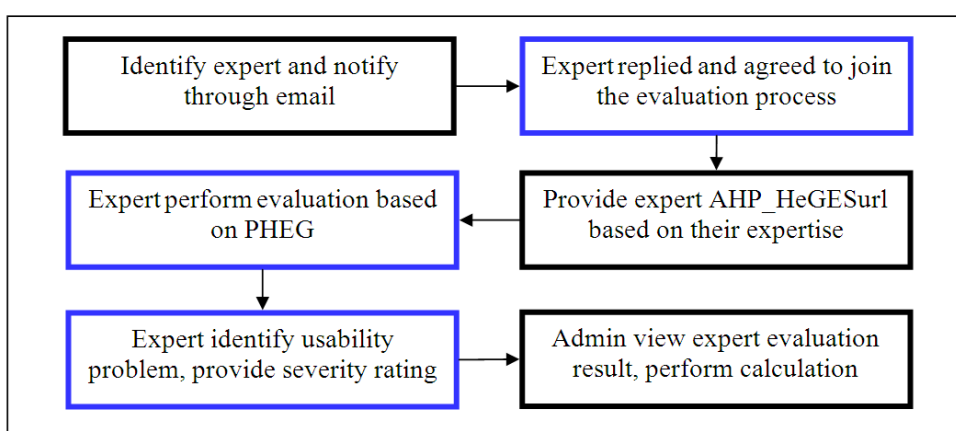 Identify expert and notify
through email
Expert replied and agreed to join
the evaluation process
Provide expert AHP_HeGESurl
based on their expertise
Expert perform evaluation based
on PHEG
Expert identify usability
problem, provide severity rating
Admin view expert evaluation
result, perform calculation